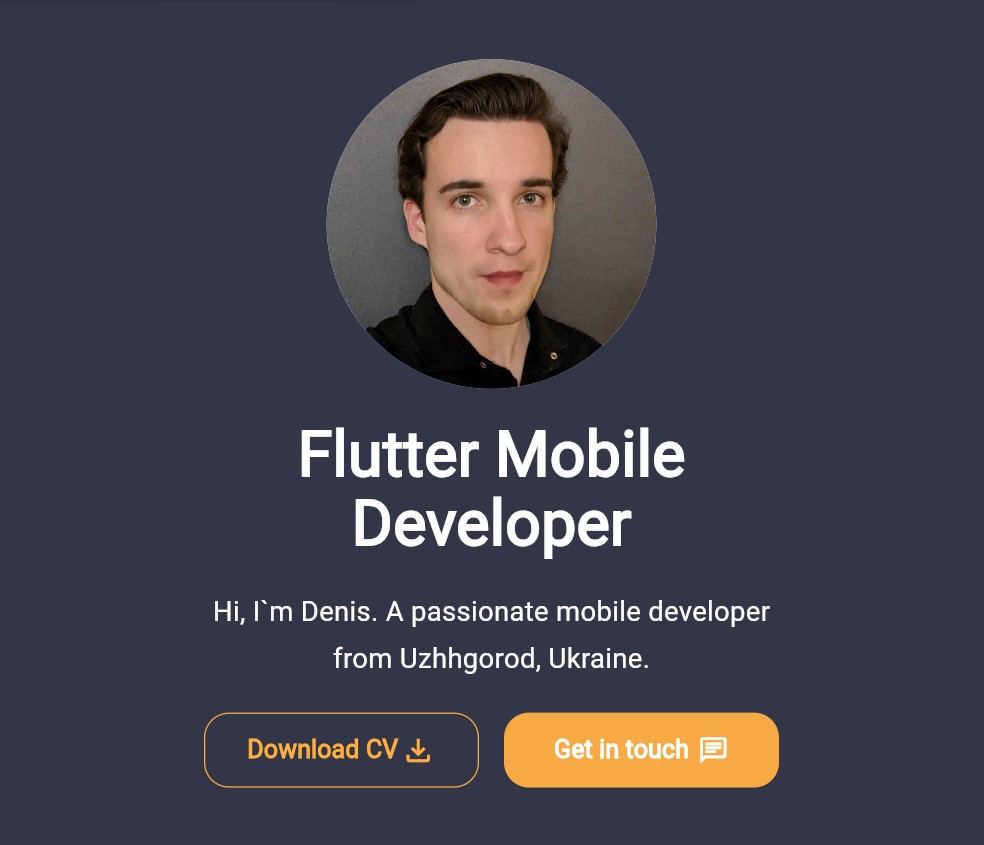 Flutter Mobile
Developer
Hi, I`m Denis. A passionate mobile developer
from Uzhhgorod, Ukraine.
Download CV
Get in touch